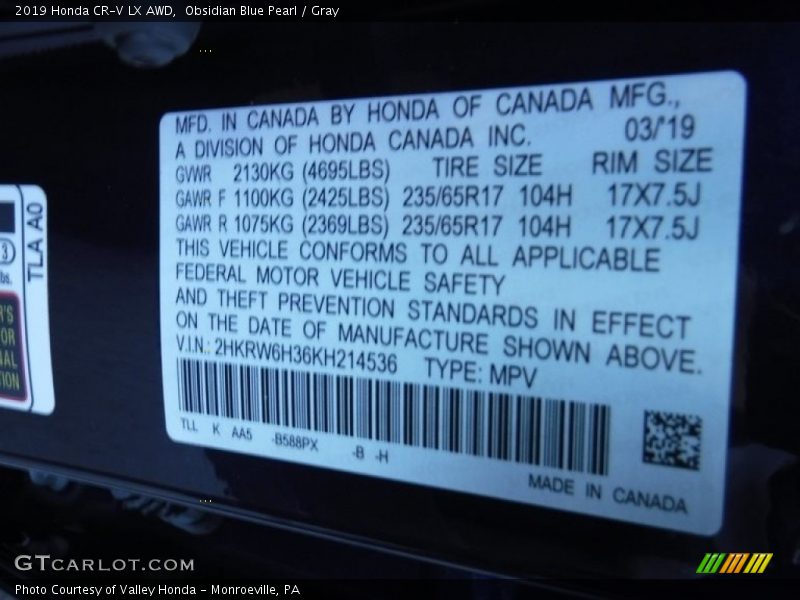 2019 Honda CR-V LX AWD, Obsidian Blue Pearl / Gray
MFD. IN CANADA BY HONDA OF CANADA MFG.,
A DIVISION OF HONDA CANADA INC. 03/'19
GVWR 2130KG (4695LBS) TIRE SIZE RIM SIZE
GAWR F 1100KG (2425LBS) 235/65R17 104H 17X7.5J
GAWR R 1075KG (2369LBS) 235/65R17 104H 17X7.5J
THIS VEHICLE CONFORMS TO ALL APPLICABLE
FEDERAL MOTOR VEHICLE SAFETY
AND THEFT PREVENTION STANDARDS IN EFFECT
ON THE DATE OF MANUFACTURE SHOWN ABOVE.
V.I.N.: 2HKRW6H36KH214536 TYPE: MPV
TLL K AA5 -B588PX -B -H
MADE IN CANADA
TLA A0
3
GTCARLOT.COM
Photo Courtesy of Valley Honda - Monroeville, PA